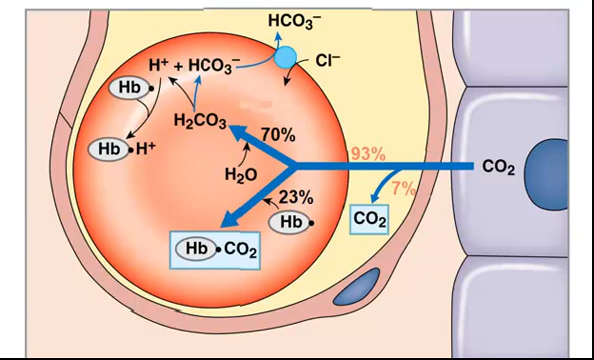 HCO₃⁻
Cl⁻
H⁺ + HCO₃⁻
Hb
Hb • H⁺
H₂CO₃
70%
93%
CO₂
H₂O
7%
23%
CO₂
Hb
Hb • CO₂